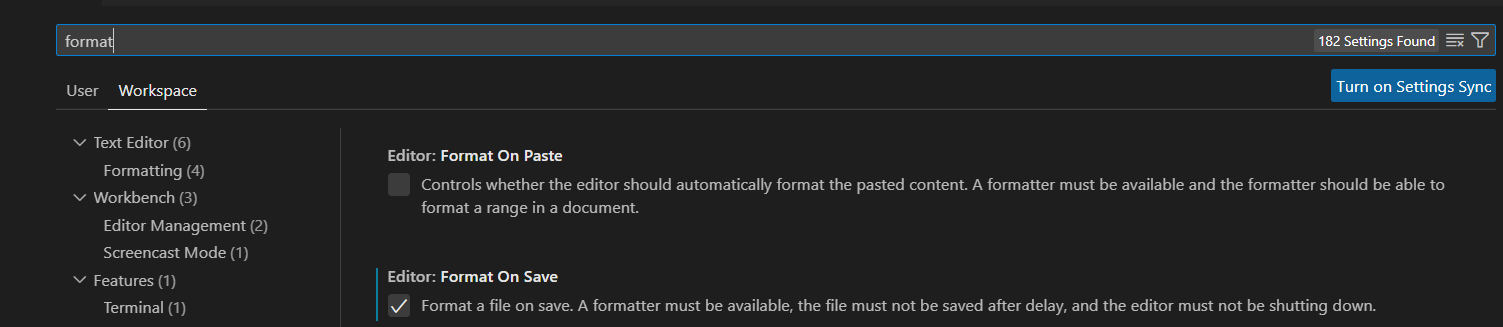 format
182 Settings Found
User
Workspace
Turn on Settings Sync
Text Editor (6)
Formatting (4)
Workbench (3)
Editor Management (2)
Screencast Mode (1)
Features (1)
Terminal (1)
Editor: Format On Paste
Controls whether the editor should automatically format the pasted content. A formatter must be available and the formatter should be able to
format a range in a document.
Editor: Format On Save
Format a file on save. A formatter must be available, the file must not be saved after delay, and the editor must not be shutting down.